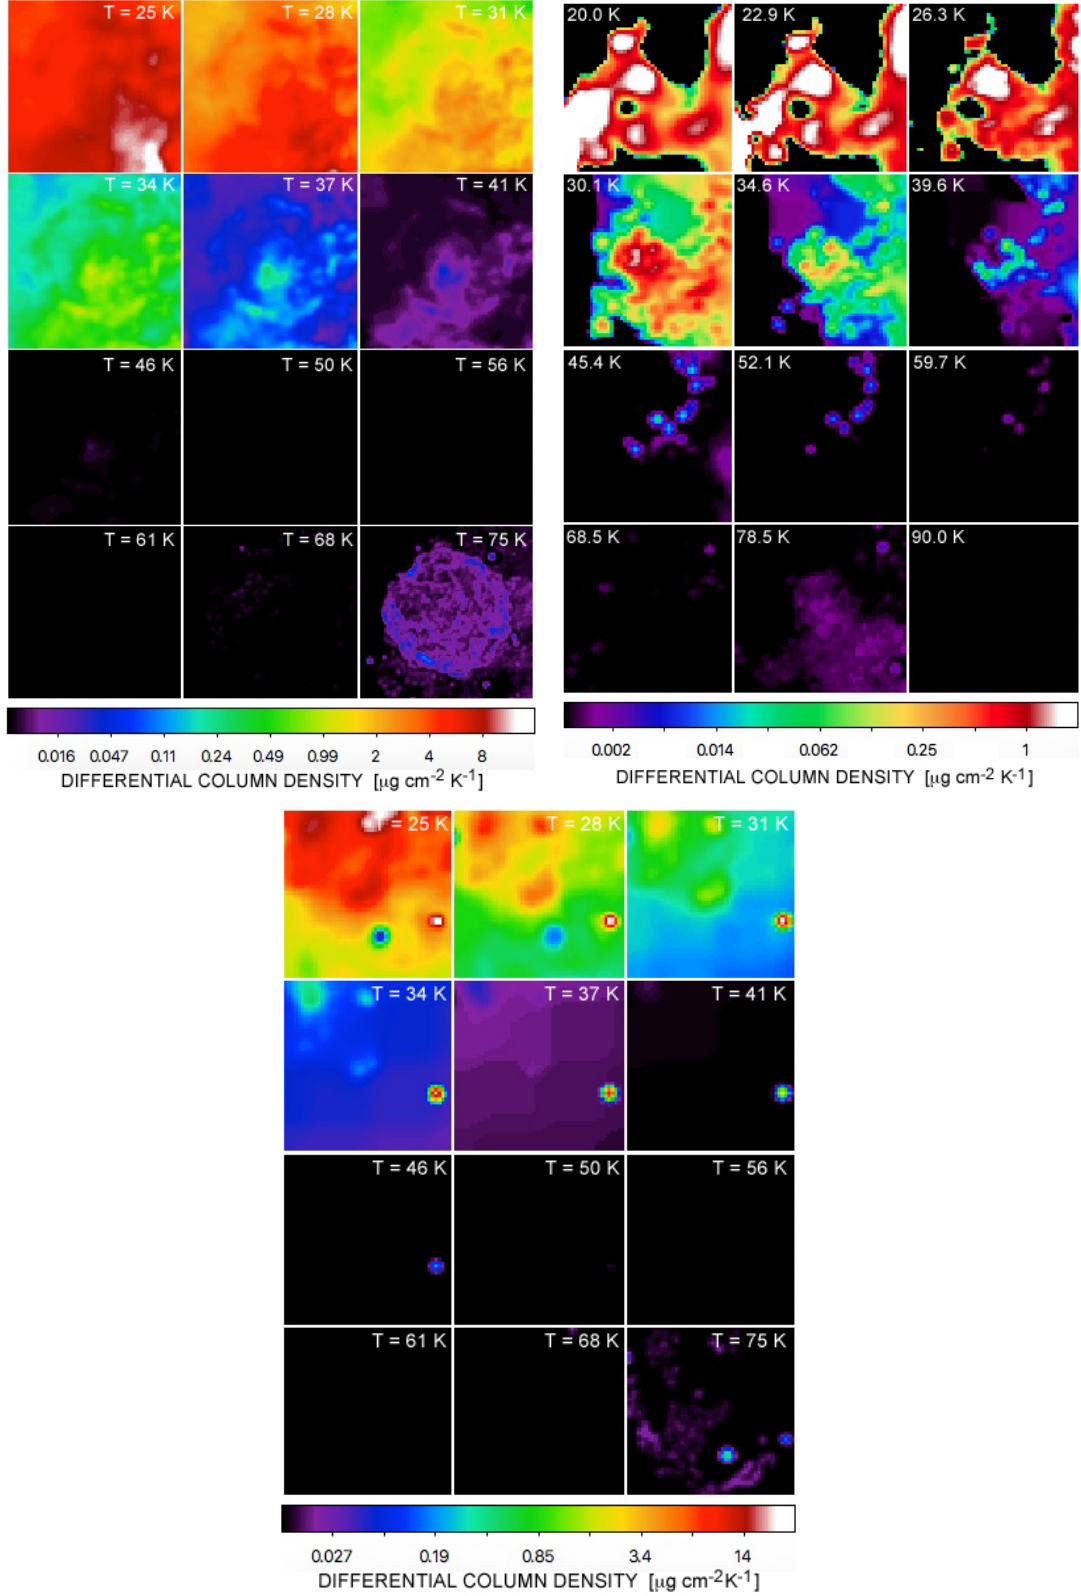 T = 25 K
T = 28 K
T = 31 K
T = 34 K
T = 37 K
T = 41 K
T = 46 K
T = 50 K
T = 56 K
T = 61 K
T = 68 K
T = 75 K
0.016 0.047 0.11 0.24 0.49 0.99 2 4 8
DIFFERENTIAL COLUMN DENSITY [μg cm-2 K-1]
20.0 K
22.9 K
26.3 K
30.1 K
34.6 K
39.6 K
45.4 K
52.1 K
59.7 K
68.5 K
78.5 K
90.0 K
0.002 0.014 0.062 0.25 1
DIFFERENTIAL COLUMN DENSITY [μg cm-2 K-1]
T = 25 K
T = 28 K
T = 31 K
T = 34 K
T = 37 K
T = 41 K
T = 46 K
T = 50 K
T = 56 K
T = 61 K
T = 68 K
T = 75 K
0.027 0.19 0.85 3.4 14
DIFFERENTIAL COLUMN DENSITY [μg cm-2K-1]